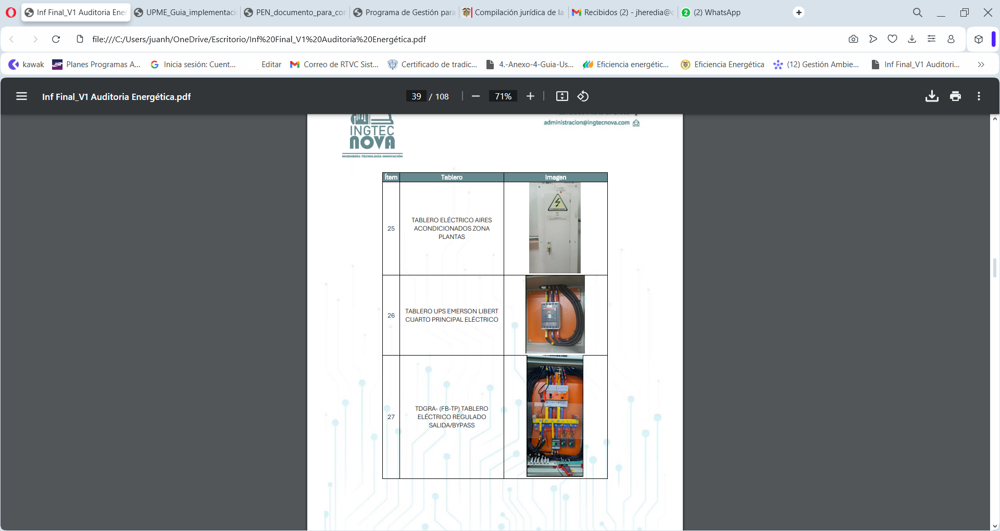 Inf Final_V1 Auditoria Ener
UPME_Guia_implementaci
PEN_documento_para_con
Programa de Gestión para
Compilación jurídica de la
Recibidos (2) - jheredia@c
2 (2) WhatsApp
file:///C:/Users/juanh/OneDrive/Escritorio/Inf%20Final_V1%20Auditoria%20Energética.pdf
kawak
Planes Programas A...
Inicia sesión: Cuent...
Editar
Correo de RTVC Sist...
Certificado de tradic...
4.-Anexo-4-Guia-Us...
Eficiencia energétic...
Eficiencia Energética
(12) Gestión Ambie...
Inf Final_V1 Auditori...
Inf Final_V1 Auditoria Energética.pdf
39 / 108
71%
administracion@ingtecnova.com
INGTEC
NOVA
INGENIERÍA-TECNOLOGÍA-INNOVACIÓN
Ítem Tablero Imagen
25
TABLERO ELÉCTRICO AIRES
ACONDICIONADOS ZONA
PLANTAS
26
TABLERO UPS EMERSON LIBERT
CUARTO PRINCIPAL ELÉCTRICO
27
TDGRA- (FB-TP) TABLERO
ELÉCTRICO REGULADO
SALIDA/BYPASS